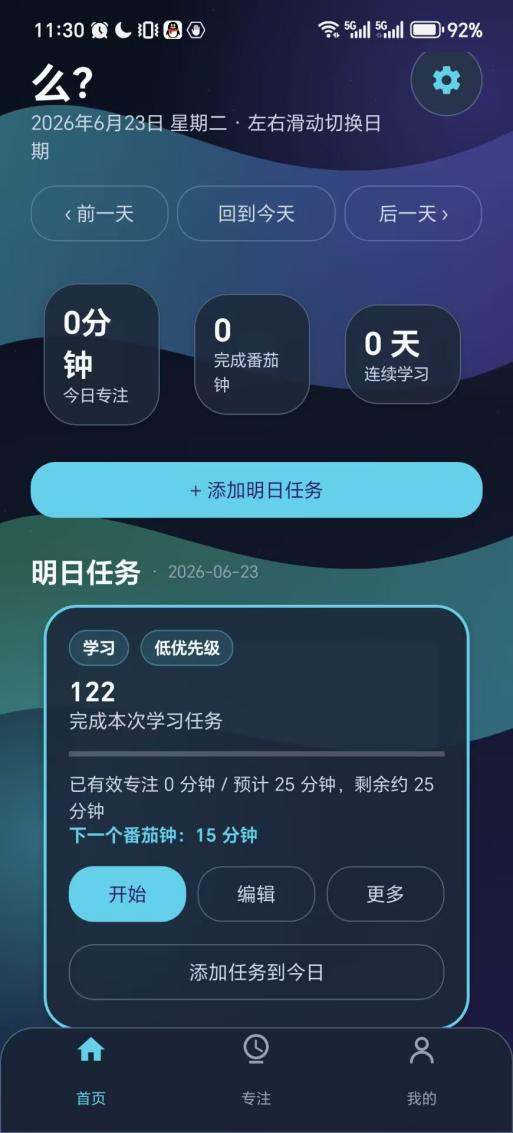 11:30 5G 5G 92%
么？
2026年6月23日 星期二 · 左右滑动切换日
期
‹ 前一天 回到今天 后一天 ›
0分
钟
今日专注
0
完成番茄
钟
0 天
连续学习
+ 添加明日任务
明日任务 · 2026-06-23
学习 低优先级
122
完成本次学习任务
已有效专注 0 分钟 / 预计 25 分钟，剩余约 25
分钟
下一个番茄钟：15 分钟
开始 编辑 更多
添加任务到今日
首页 专注 我的